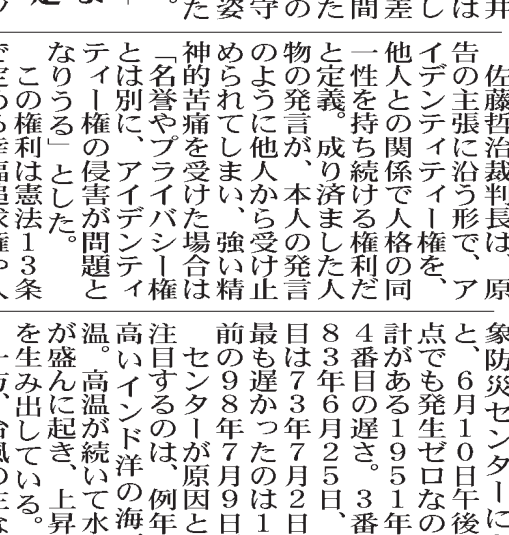 井
は
し
差
間
た
の
守
姿
た
佐藤哲治裁判長は、原
告の主張に沿う形で、ア
イデンティティー権を、
他人との関係で人格の同
一性を持ち続ける権利だ
と定義。成り済ました人
物の発言が、本人の発言
のように他人から受け止
められてしまい、強い精
神的苦痛を受けた場合は
「名誉やプライバシー権
とは別に、アイデンティ
ティー権の侵害が問題と
なりうる」とした。
この権利は憲法13条
象防災センターに
と、6月10日午後
点でも発生ゼロなの
計がある1951年
4番目の遅さ。3番
83年6月25日、
目は73年7月2日
最も遅かったのは1
前の98年7月9日
センターが原因と
注目するのは、例年
高いインド洋の海
温。高温が続いて水
が盛んに起き、上昇
を生み出している。